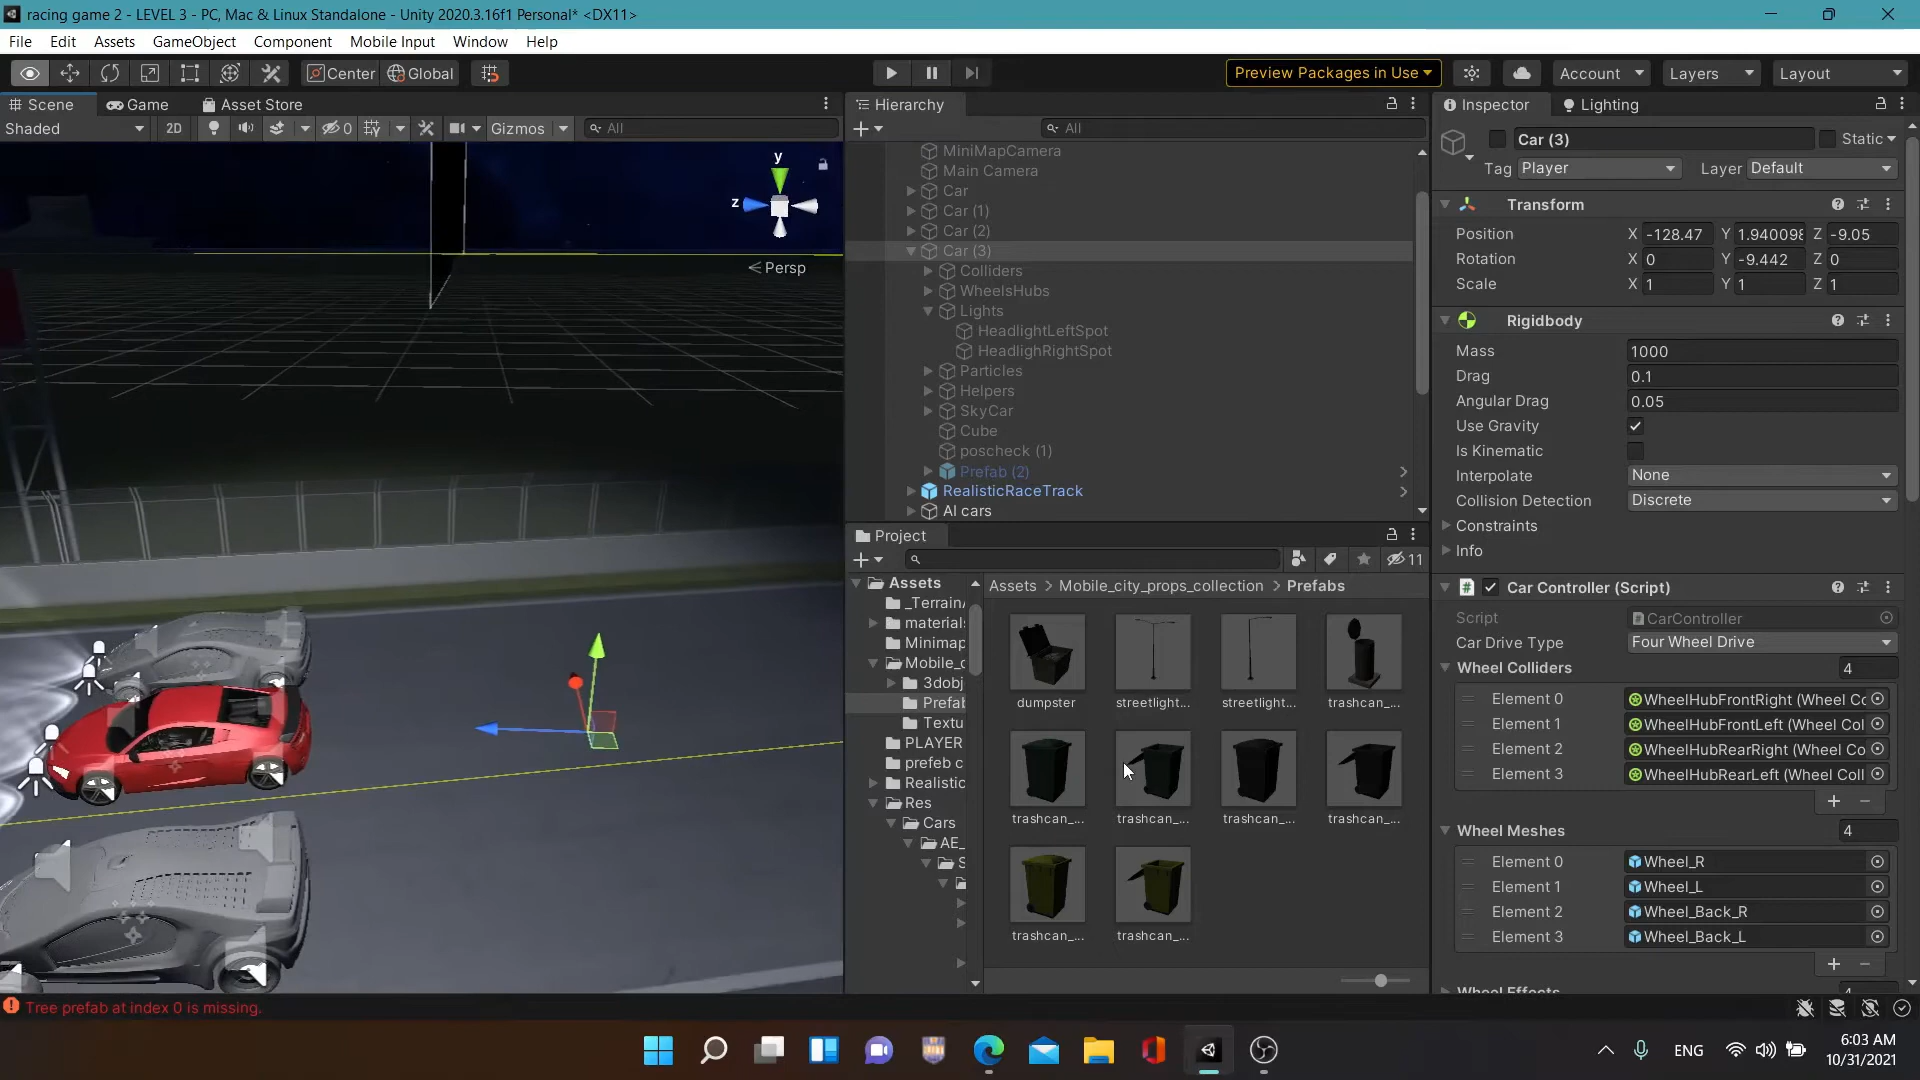 racing game 2 - LEVEL 3 - PC, Mac & Linux Standalone - Unity 2020.3.16f1 Personal* <DX11>
File Edit Assets GameObject Component Mobile Input Window Help
Center Global Preview Packages in Use Account Layers Layout
Scene Game Asset Store
Shaded 2D 0 Gizmos All
y
z
Persp
Hierarchy
All
MiniMapCamera
Main Camera
Car
Car (1)
Car (2)
Car (3)
Colliders
WheelsHubs
Lights
HeadlightLeftSpot
HeadlighRightSpot
Particles
Helpers
SkyCar
Cube
poscheck (1)
Prefab (2)
RealisticRaceTrack
AI cars
Project
11
Assets
_Terrain
material
Minimap
Mobile_c
3dobj
Prefab
Textu
PLAYER
prefeb c
Realistic
Res
Cars
AE_
S
Assets > Mobile_city_props_collection > Prefabs
dumpster streetlight... streetlight... trashcan_...
trashcan_... trashcan_... trashcan_... trashcan_...
trashcan_... trashcan_...
Inspector Lighting
Car (3) Static
Tag Player Layer Default
Transform
Position X -128.47 Y 1.940098 Z -9.05
Rotation X 0 Y -9.442 Z 0
Scale X 1 Y 1 Z 1
Rigidbody
Mass 1000
Drag 0.1
Angular Drag 0.05
Use Gravity
Is Kinematic
Interpolate None
Collision Detection Discrete
Constraints
Info
Car Controller (Script)
Script CarController
Car Drive Type Four Wheel Drive
Wheel Colliders 4
Element 0 WheelHubFrontRight (Wheel Cc
Element 1 WheelHubFrontLeft (Wheel Col
Element 2 WheelHubRearRight (Wheel Co
Element 3 WheelHubRearLeft (Wheel Coll
Wheel Meshes 4
Element 0 Wheel_R
Element 1 Wheel_L
Element 2 Wheel_Back_R
Element 3 Wheel_Back_L
Wheel Effects
Tree prefab at index 0 is missing.
ENG
6:03 AM
10/31/2021